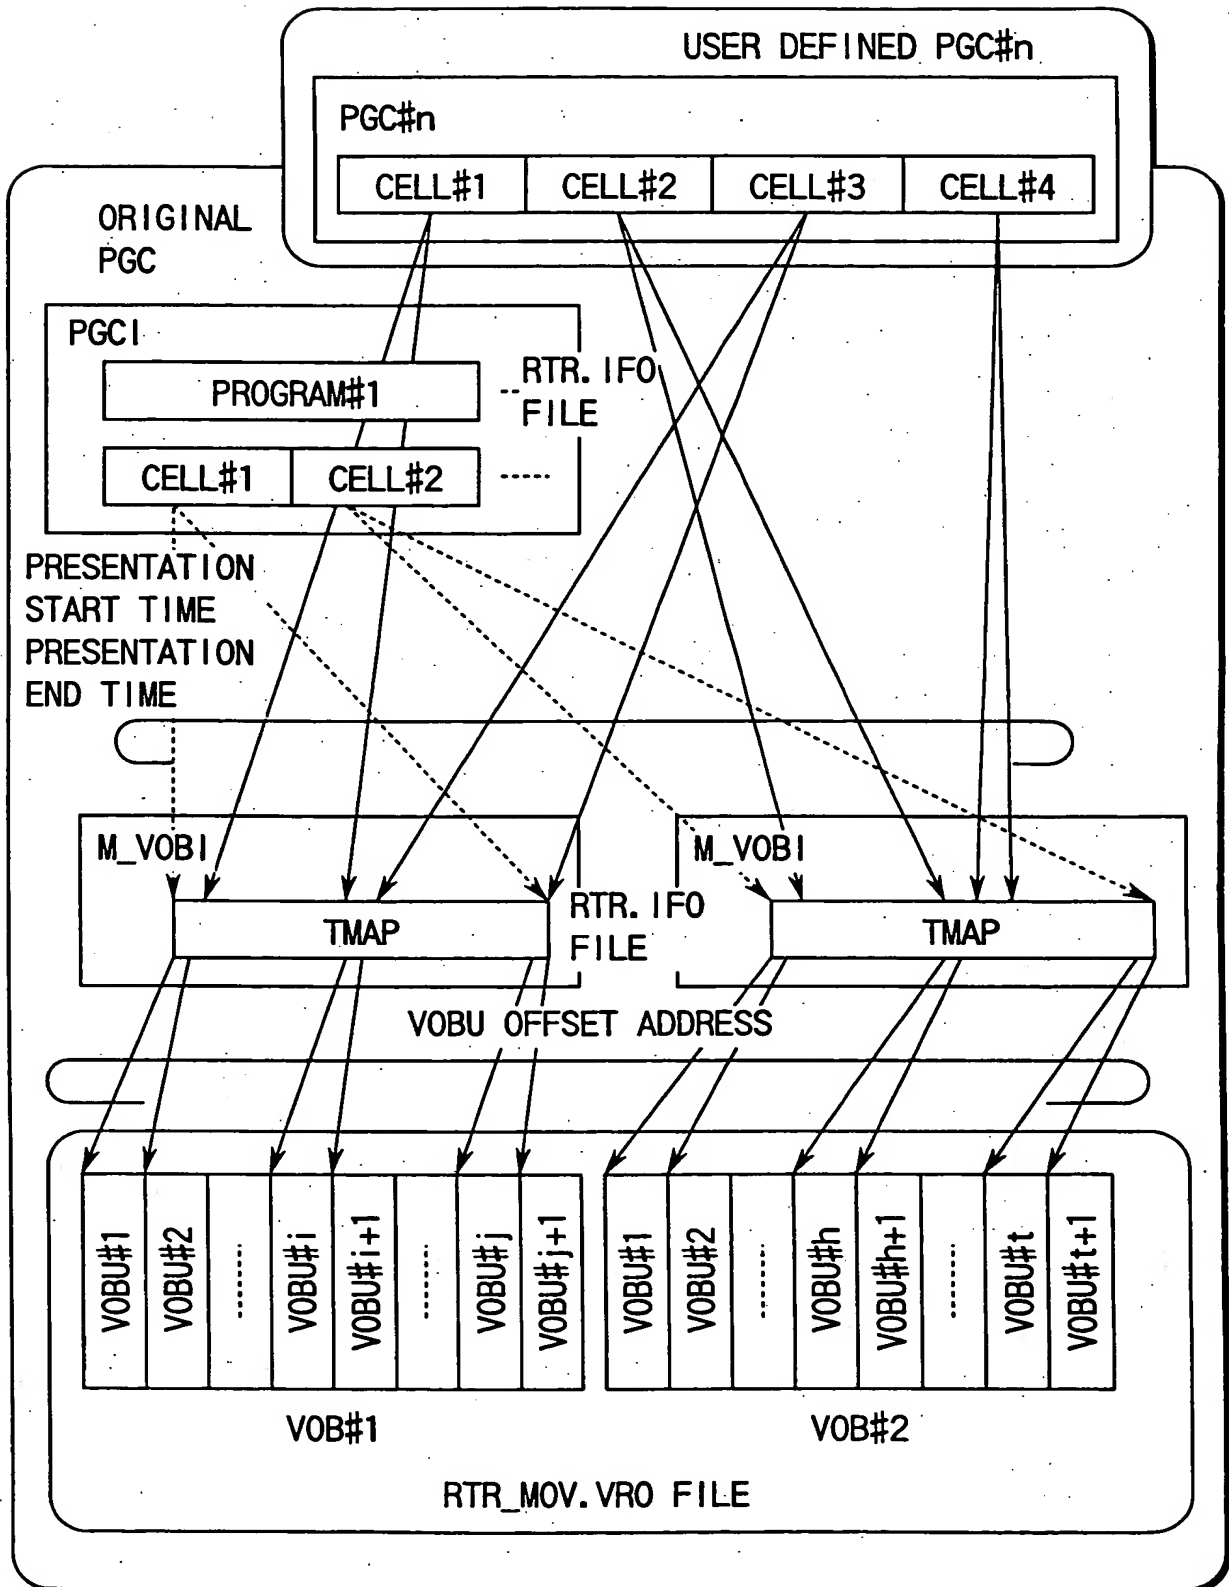 USER DEFINED PGC#n
PGC#n
CELL#1 CELL#2 CELL#3 CELL#4
ORIGINAL
PGC
PGCI
PROGRAM#1
RTR.IFO
FILE
CELL#1 CELL#2
PRESENTATION
START TIME
PRESENTATION
END TIME
M_VOBI
M_VOBI
TMAP
RTR.IFO
FILE
TMAP
VOBU OFFSET ADDRESS
VOBU#1
VOBU#2
VOBU#i
VOBU#i+1
VOBU#j
VOBU#j+1
VOBU#1
VOBU#2
VOBU#h
VOBU#h+1
VOBU#t
VOBU#t+1
VOB#1
VOB#2
RTR_MOV.VRO FILE